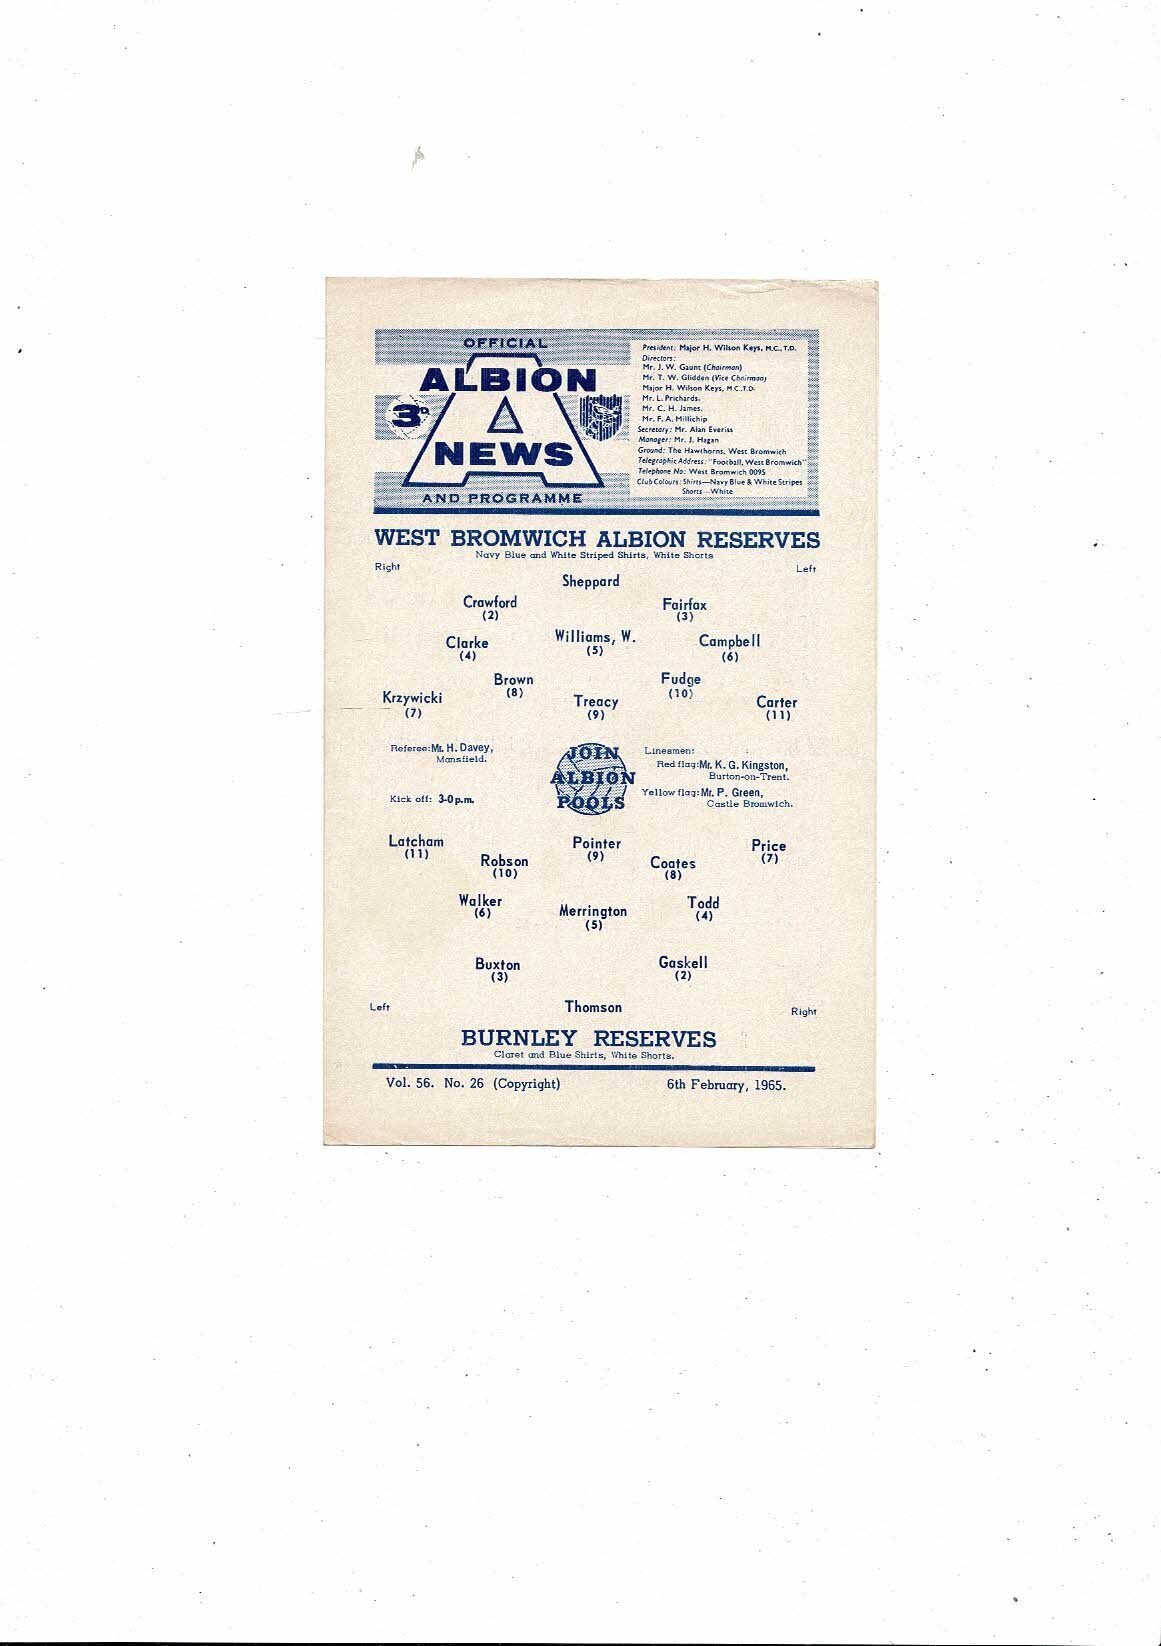 OFFICIAL
ALBION
3D
NEWS
AND PROGRAMME
President: Major H. Wilson Keys, M.C., T.D.
Directors:
Mr. J. W. Gaunt (Chairman)
Mr. T. W. Glidden (Vice Chairman)
Major H. Wilson Keys, M.C., T.D.
Mr. L. Prichards.
Mr. C. H. James.
Mr. F. A. Millichip
Secretary: Mr. Alan Everiss
Manager: Mr. J. Hagan
Ground: The Hawthorns, West Bromwich
Telegraphic Address: "Football, West Bromwich"
Telephone No: West Bromwich 0095
Club Colours: Shirts—Navy Blue & White Stripes
Shorts—White
WEST BROMWICH ALBION RESERVES
Navy Blue and White Striped Shirts, White Shorts
Right Left
Sheppard
Crawford Fairfax
(2) (3)
Clarke Williams, W. Campbell
(4) (5) (6)
Brown Fudge
(8) (10)
Krzywicki Treacy Carter
(7) (9) (11)
Referee: Mr. H. Davey,
Mansfield.
Kick off: 3-0 p.m.
JOIN
ALBION
POOLS
Linesmen:
Red flag: Mr. K. G. Kingston,
Burton-on-Trent.
Yellow flag: Mr. P. Green,
Castle Bromwich.
Latcham Pointer Price
(11) (9) (7)
Robson Coates
(10) (8)
Walker Merrington Todd
(6) (5) (4)
Buxton Gaskell
(3) (2)
Left Thomson Right
BURNLEY RESERVES
Claret and Blue Shirts, White Shorts.
Vol. 56. No. 26 (Copyright) 6th February, 1965.